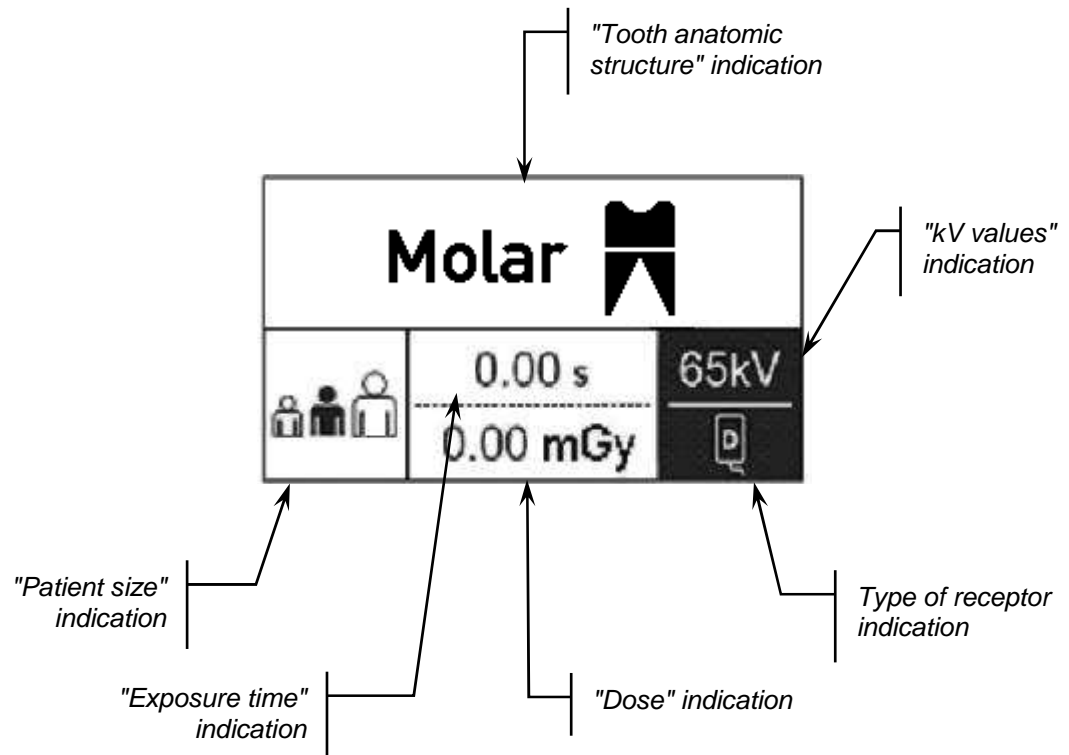 "Tooth anatomic
structure" indication
"kV values"
indication
Molar
0.00 s
65kV
0.00 mGy
D
"Patient size"
indication
Type of receptor
indication
"Exposure time"
indication
"Dose" indication